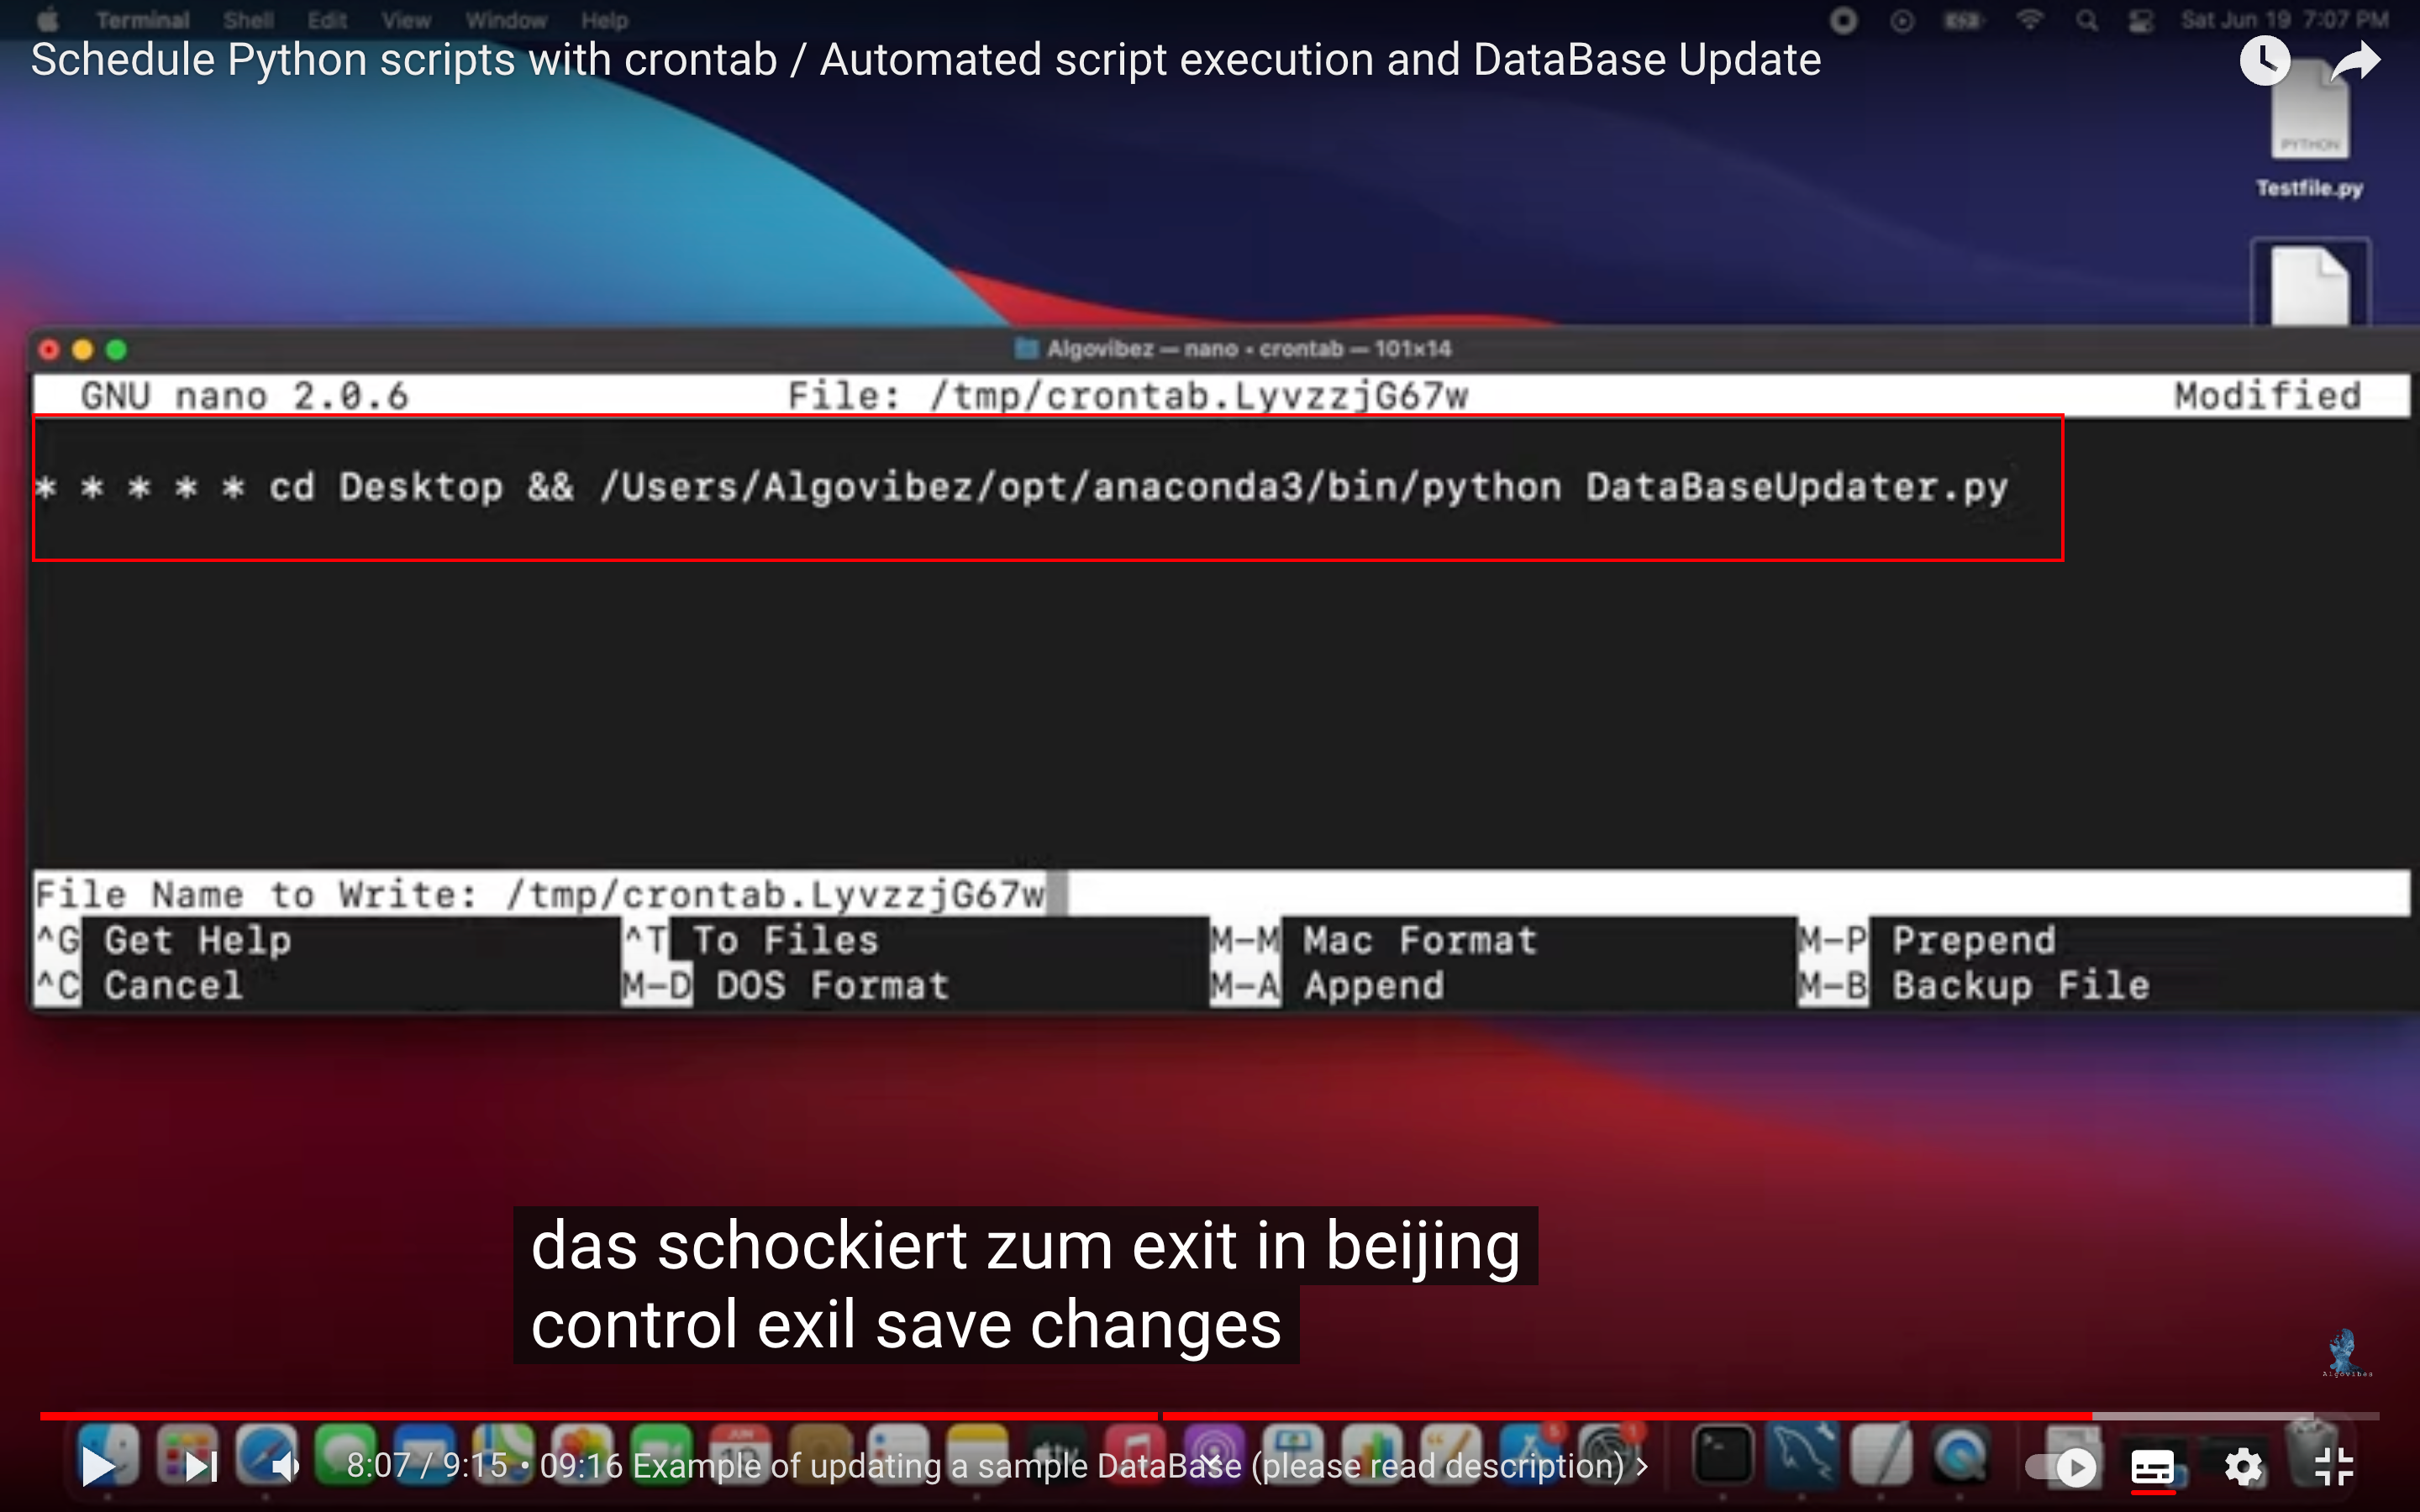 Terminal Shell Edit View Window Help
Sat Jun 19 7:07 PM
Schedule Python scripts with crontab / Automated script execution and DataBase Update
PYTHON
Testfile.py
Algovibez — nano • crontab — 101×14
GNU nano 2.0.6 File: /tmp/crontab.LyvzzjG67w Modified
* * * * * cd Desktop && /Users/Algovibez/opt/anaconda3/bin/python DataBaseUpdater.py
File Name to Write: /tmp/crontab.LyvzzjG67w
^G Get Help ^T To Files M-M Mac Format M-P Prepend
^C Cancel M-D DOS Format M-A Append M-B Backup File
das schockiert zum exit in beijing
control exil save changes
Algovibes
JUN
8:07 / 9:15 • 09:16 Example of updating a sample DataBase (please read description) ›